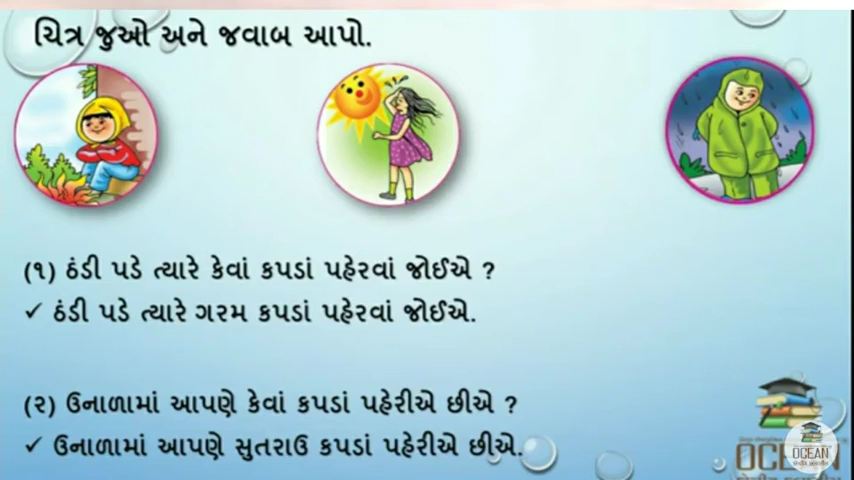 ચિત્ર જુઓ અને જવાબ આપો.
(૧) ઠંડી પડે ત્યારે કેવાં કપડાં પહેરવાં જોઈએ ?
✓ ઠંડી પડે ત્યારે ગરમ કપડાં પહેરવાં જોઈએ.
(૨) ઉનાળામાં આપણે કેવાં કપડાં પહેરીએ છીએ ?
✓ ઉનાળામાં આપણે સુતરાઉ કપડાં પહેરીએ છીએ.
OCEAN